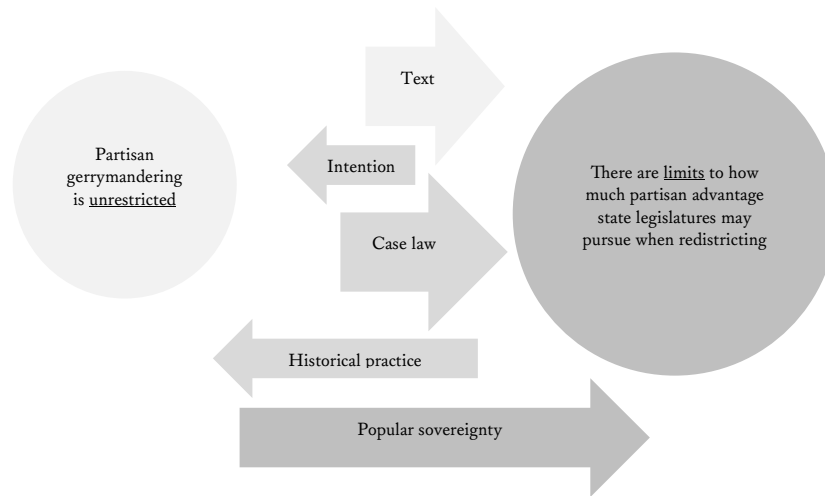 Text
Partisan
gerrymandering
is unrestricted
Intention
There are limits to how
much partisan advantage
state legislatures may
pursue when redistricting
Case law
Historical practice
Popular sovereignty